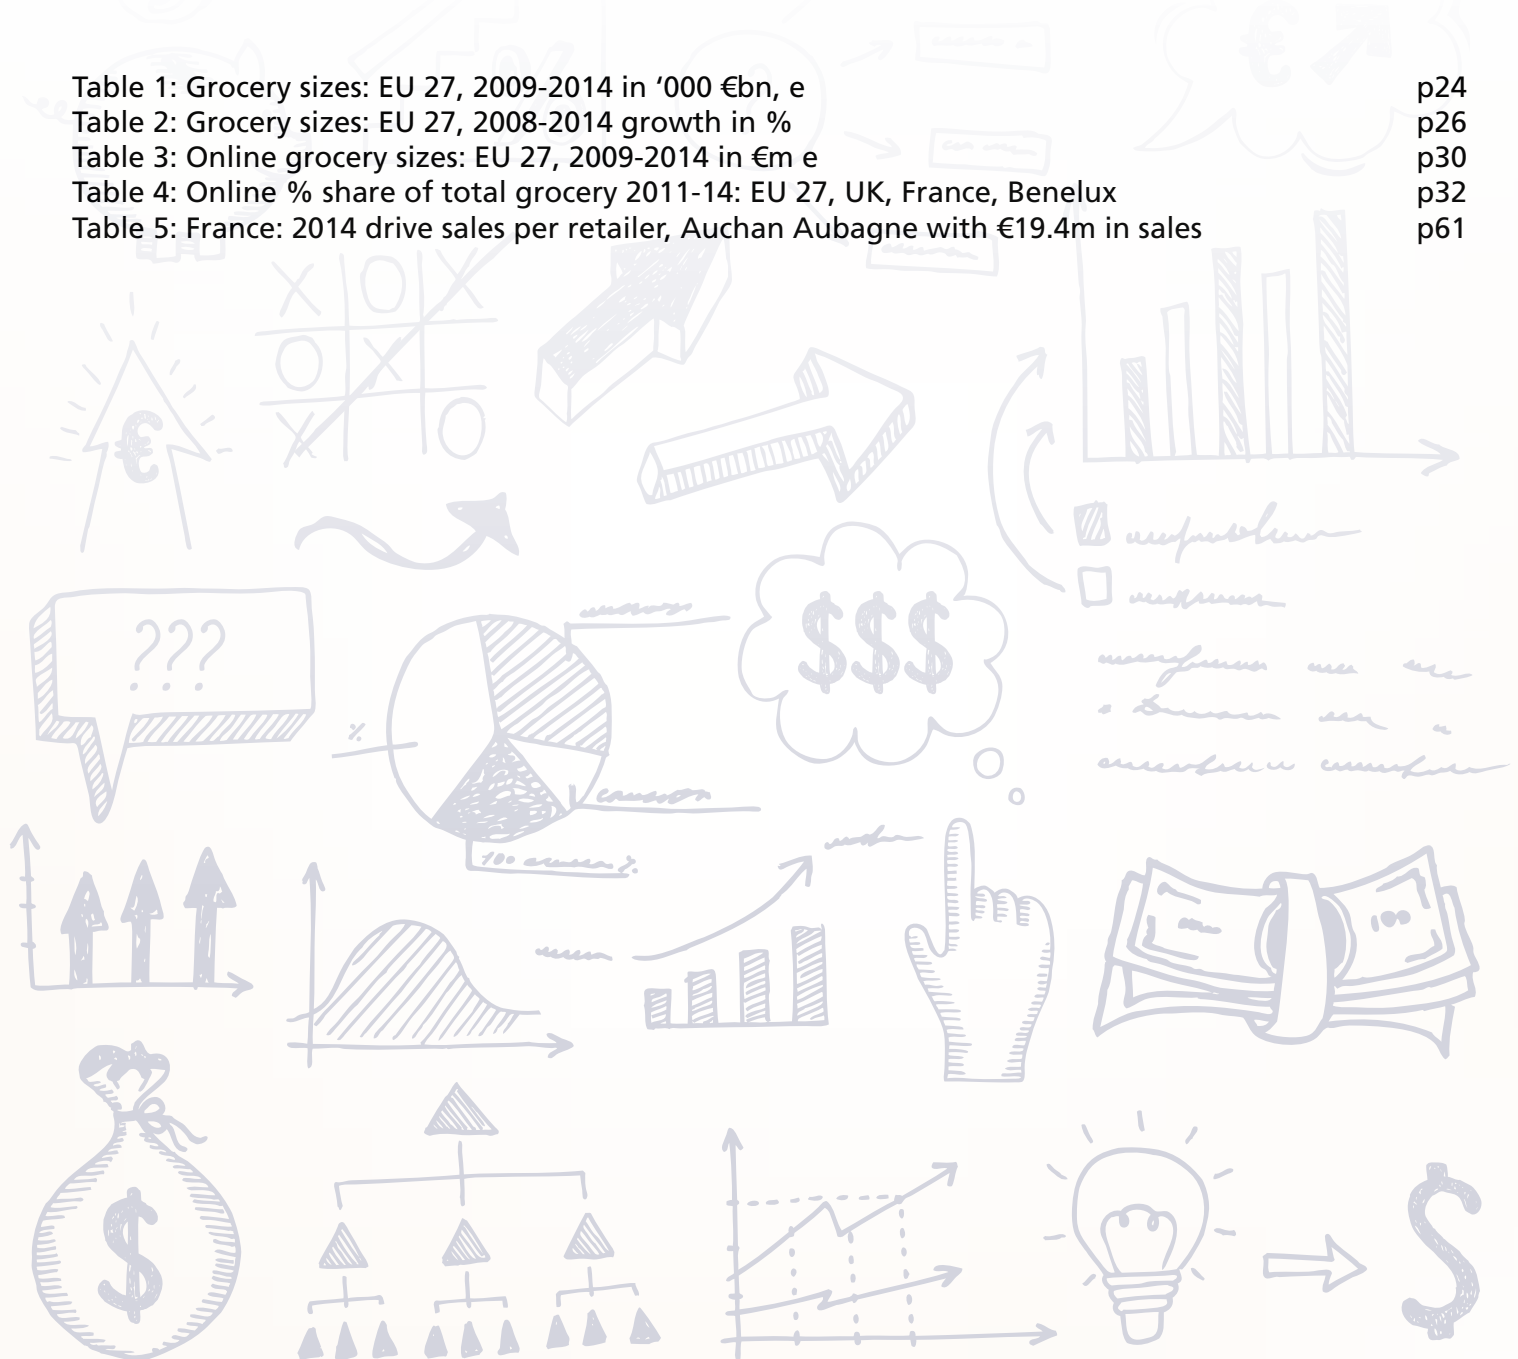 Table 1: Grocery sizes: EU 27, 2009-2014 in ‘000 €bn, e p24
Table 2: Grocery sizes: EU 27, 2008-2014 growth in % p26
Table 3: Online grocery sizes: EU 27, 2009-2014 in €m e p30
Table 4: Online % share of total grocery 2011-14: EU 27, UK, France, Benelux p32
Table 5: France: 2014 drive sales per retailer, Auchan Aubagne with €19.4m in sales p61
€
???
$$$
%
$
$